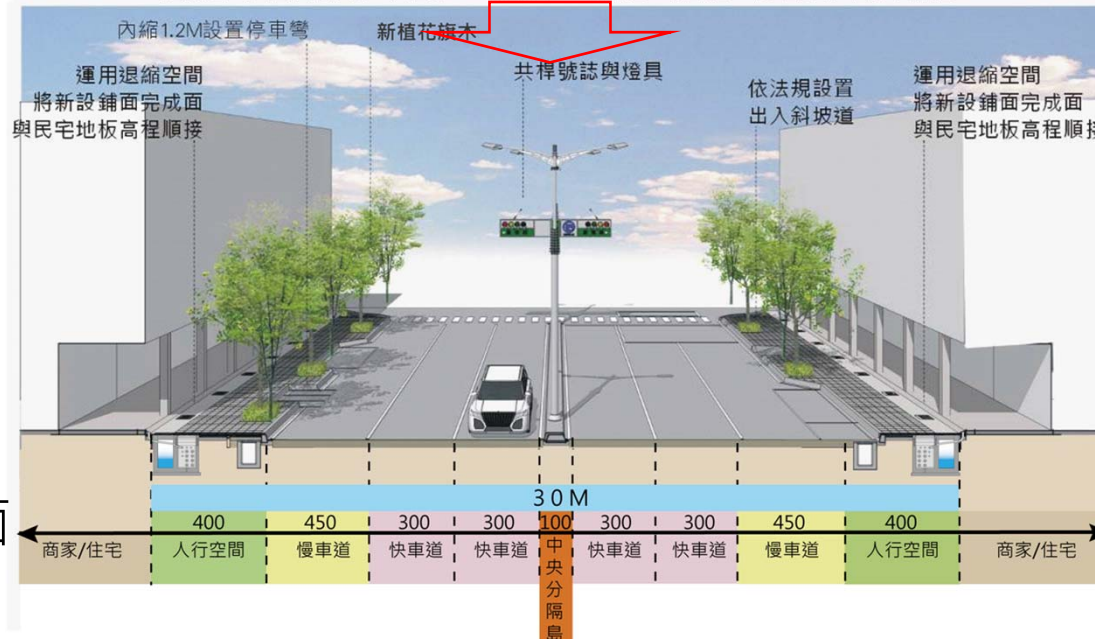 內縮1.2M設置停車彎
新植花旗木
共桿號誌與燈具
運用退縮空間
將新設鋪面完成面
與民宅地板高程順接
依法規設置
出入斜坡道
運用退縮空間
將新設鋪面完成面
與民宅地板高程順接
30M
400 450 300 300 100 300 300 450 400
商家/住宅 人行空間 慢車道 快車道 快車道 中央分隔島 快車道 快車道 慢車道 人行空間 商家/住宅